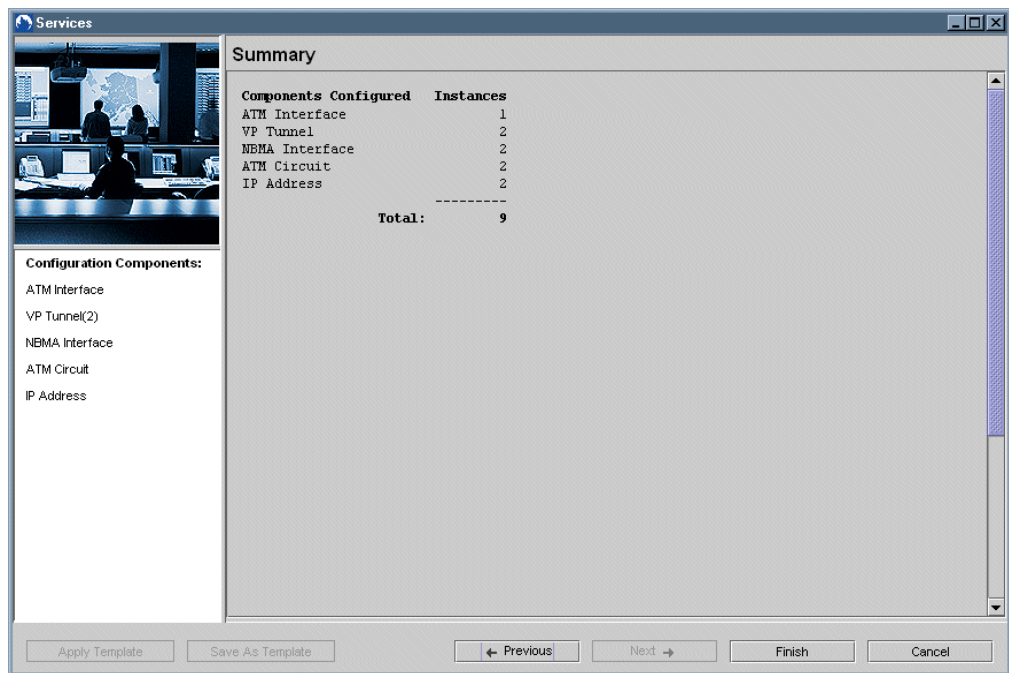 Services
Summary
Components Configured Instances
ATM Interface 1
VP Tunnel 2
NBMA Interface 2
ATM Circuit 2
IP Address 2
---------
Total: 9
Configuration Components:
ATM Interface
VP Tunnel(2)
NBMA Interface
ATM Circuit
IP Address
Apply Template
Save As Template
Previous
Next
Finish
Cancel